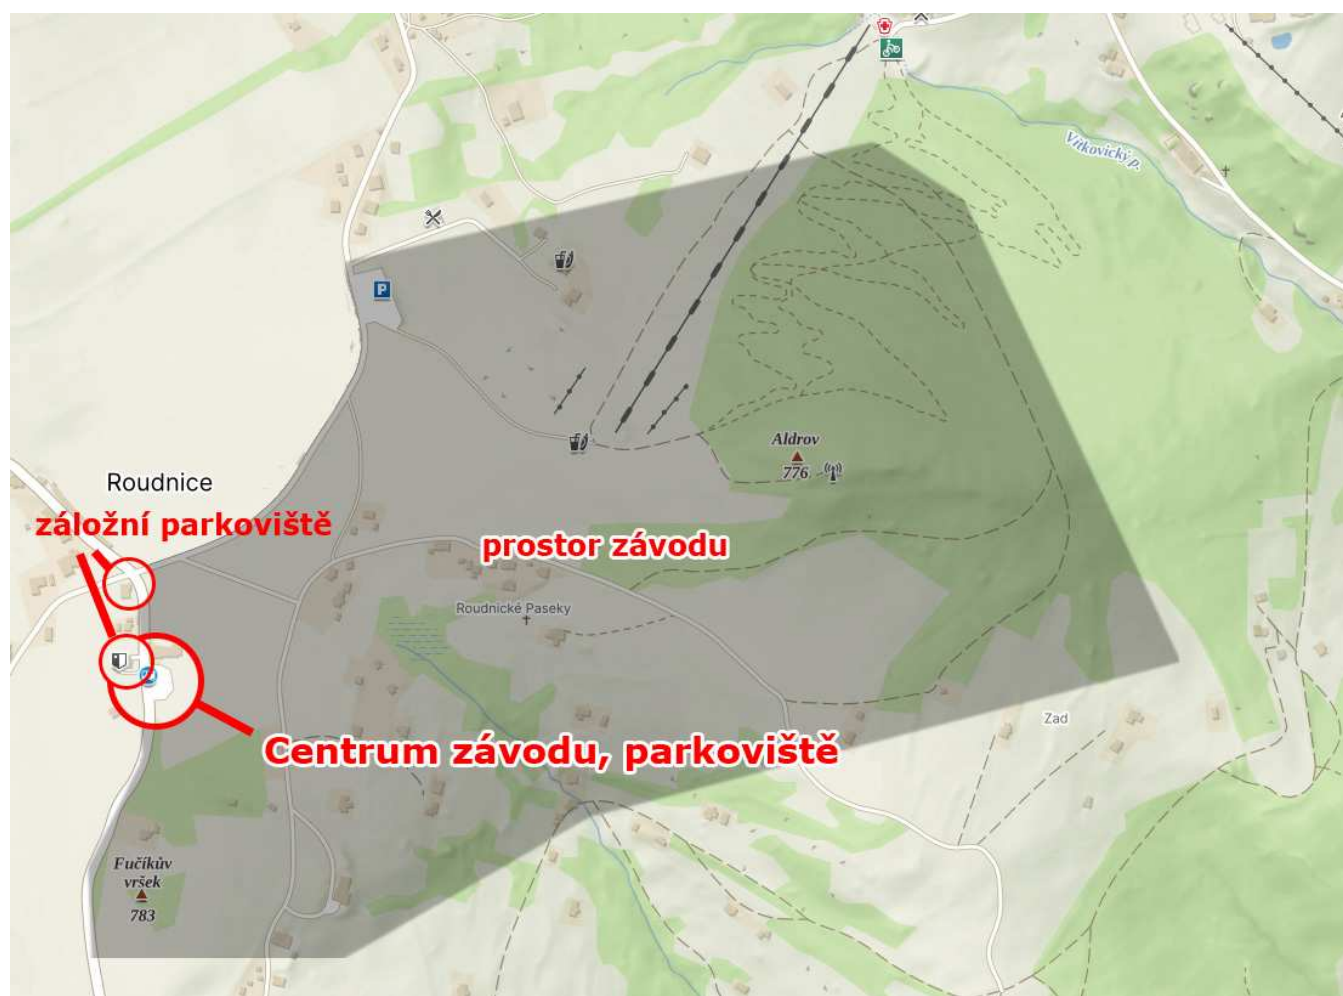 Vítkovický p.
P
Aldrov
776
Roudnice
záložní parkoviště
prostor závodu
Roudnické Paseky
Zad
Centrum závodu, parkoviště
Fučíkův
vršek
783